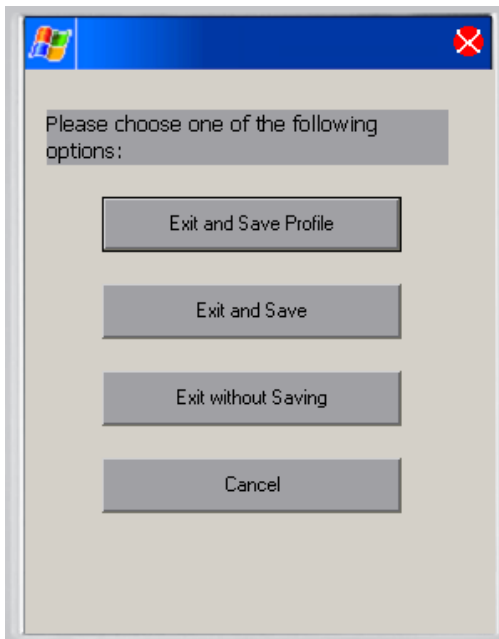 Please choose one of the following
options:
Exit and Save Profile
Exit and Save
Exit without Saving
Cancel